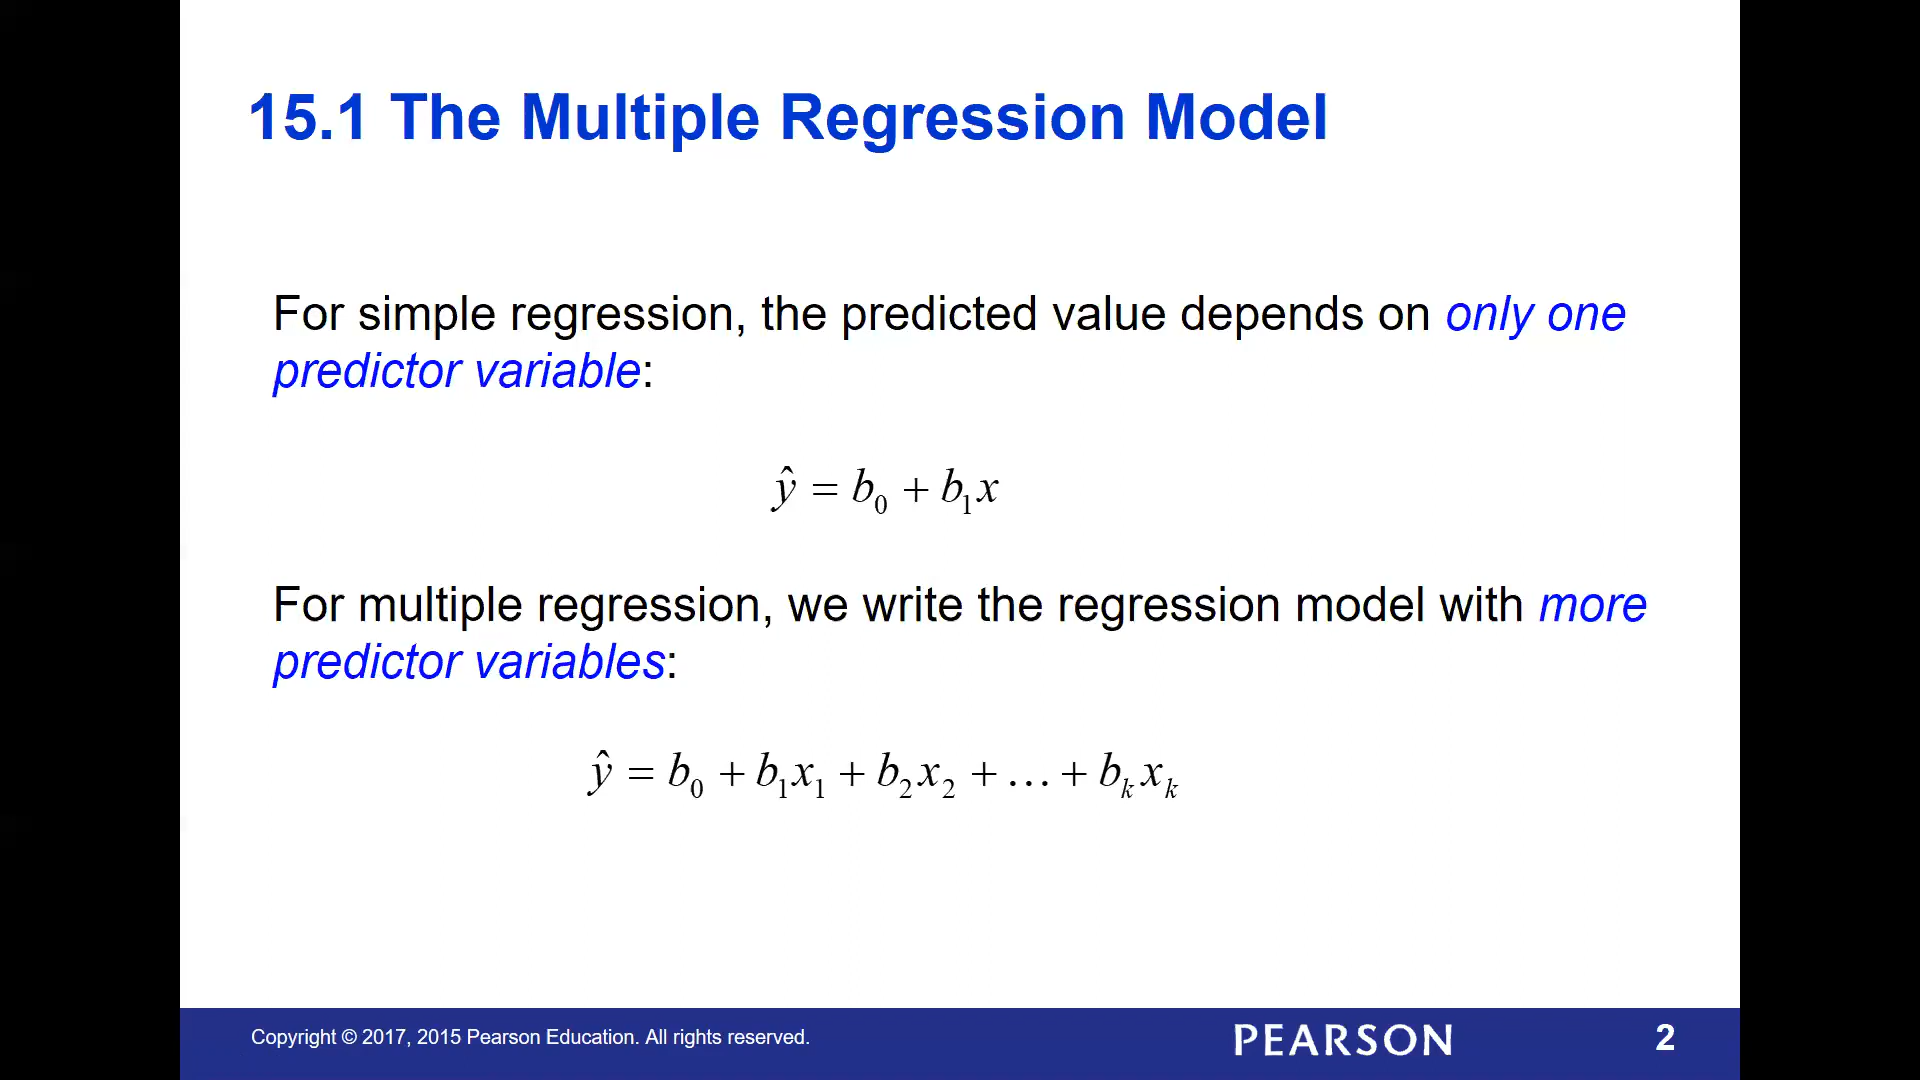 15.1 The Multiple Regression Model
For simple regression, the predicted value depends on only one
predictor variable:
ŷ = b₀ + b₁x
For multiple regression, we write the regression model with more
predictor variables:
ŷ = b₀ + b₁x₁ + b₂x₂ + … + bₖxₖ
Copyright © 2017, 2015 Pearson Education. All rights reserved.
PEARSON
2